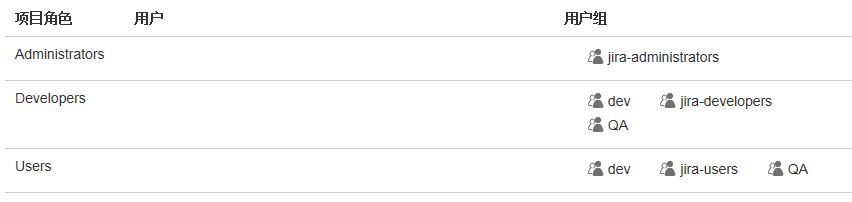 项目角色 用户 用户组
Administrators jira-administrators
Developers dev jira-developers
QA
Users dev jira-users QA